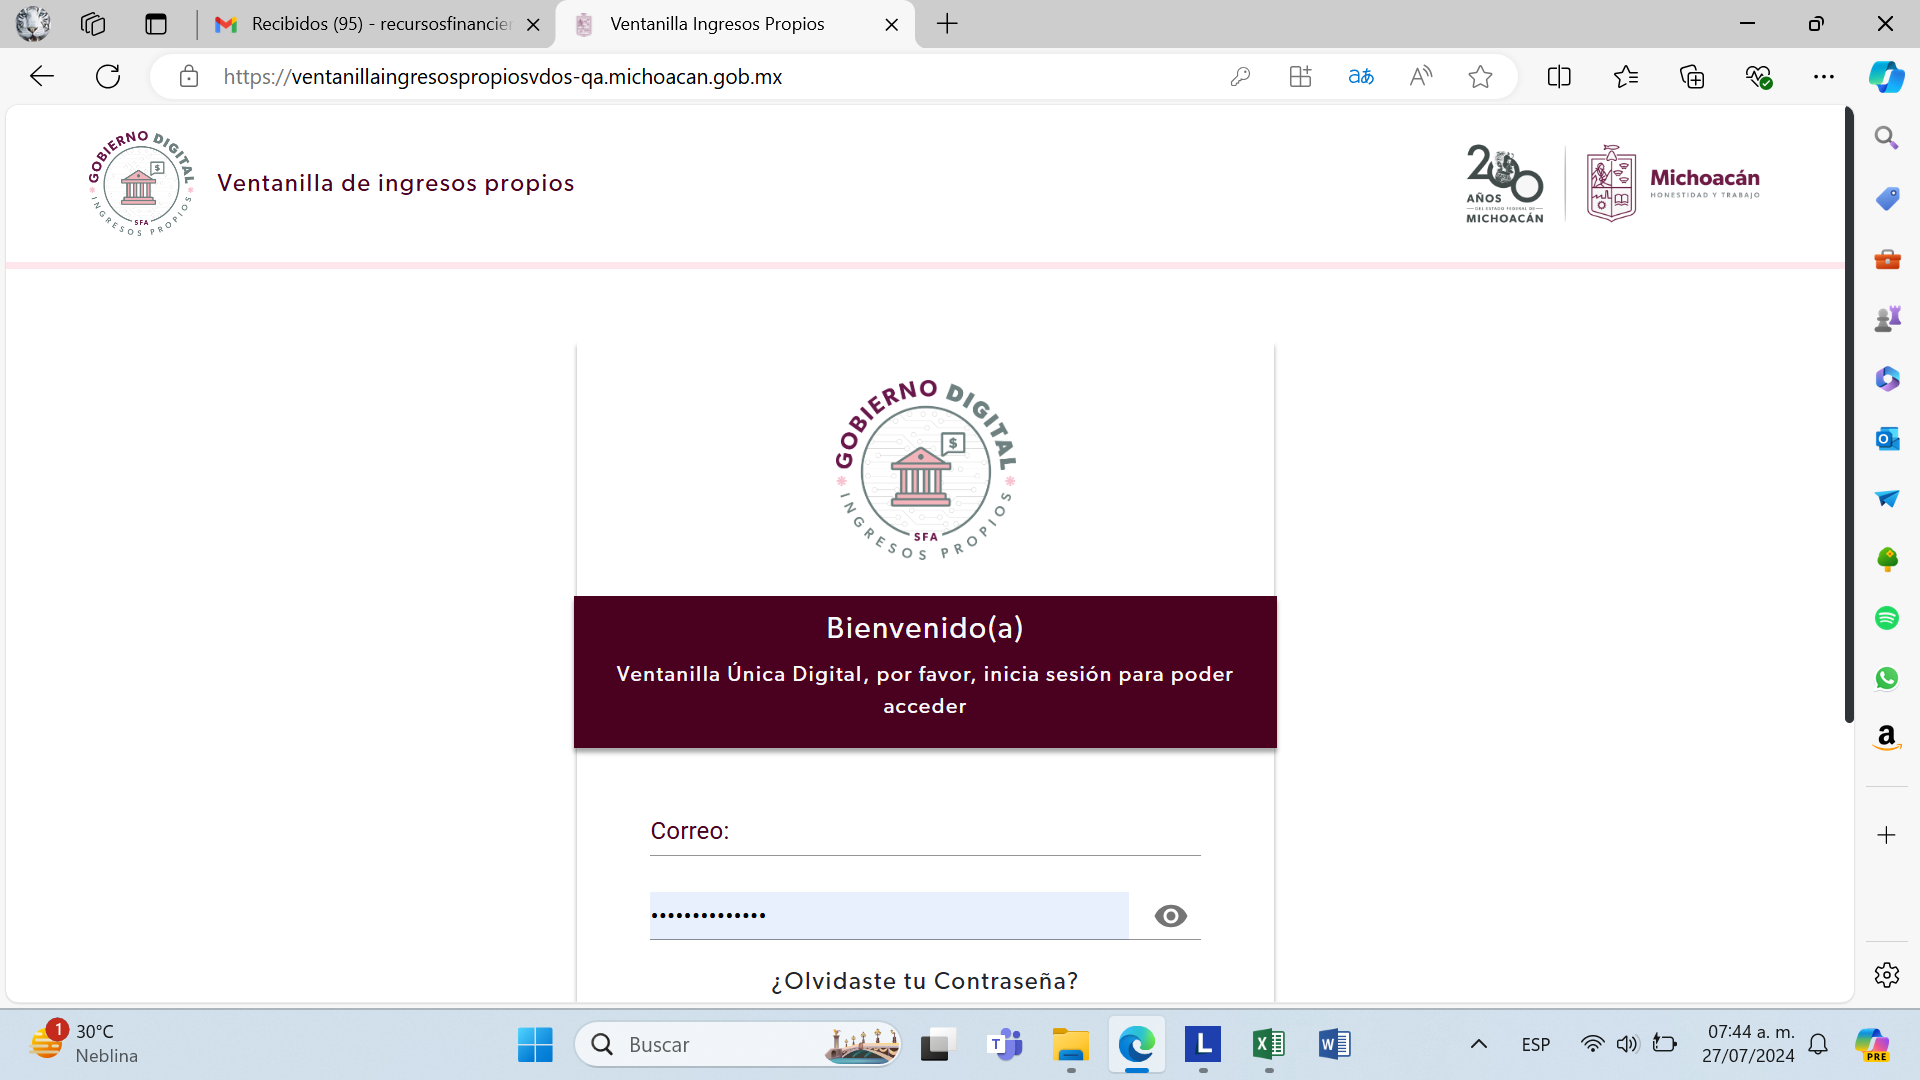 Recibidos (95) - recursosfinancier
Ventanilla Ingresos Propios
https://ventanillaingresospropiosvdos-qa.michoacan.gob.mx
GOBIERNO DIGITAL
SFA
INGRESOS PROPIOS
Ventanilla de ingresos propios
200
AÑOS
DEL ESTADO FEDERAL DE
MICHOACÁN
Michoacán
HONESTIDAD Y TRABAJO
GOBIERNO DIGITAL
$
SFA
INGRESOS PROPIOS
Bienvenido(a)
Ventanilla Única Digital, por favor, inicia sesión para poder
acceder
Correo:
••••••••••••••
¿Olvidaste tu Contraseña?
1
30°C
Neblina
Buscar
ESP
07:44 a. m.
27/07/2024
PRE